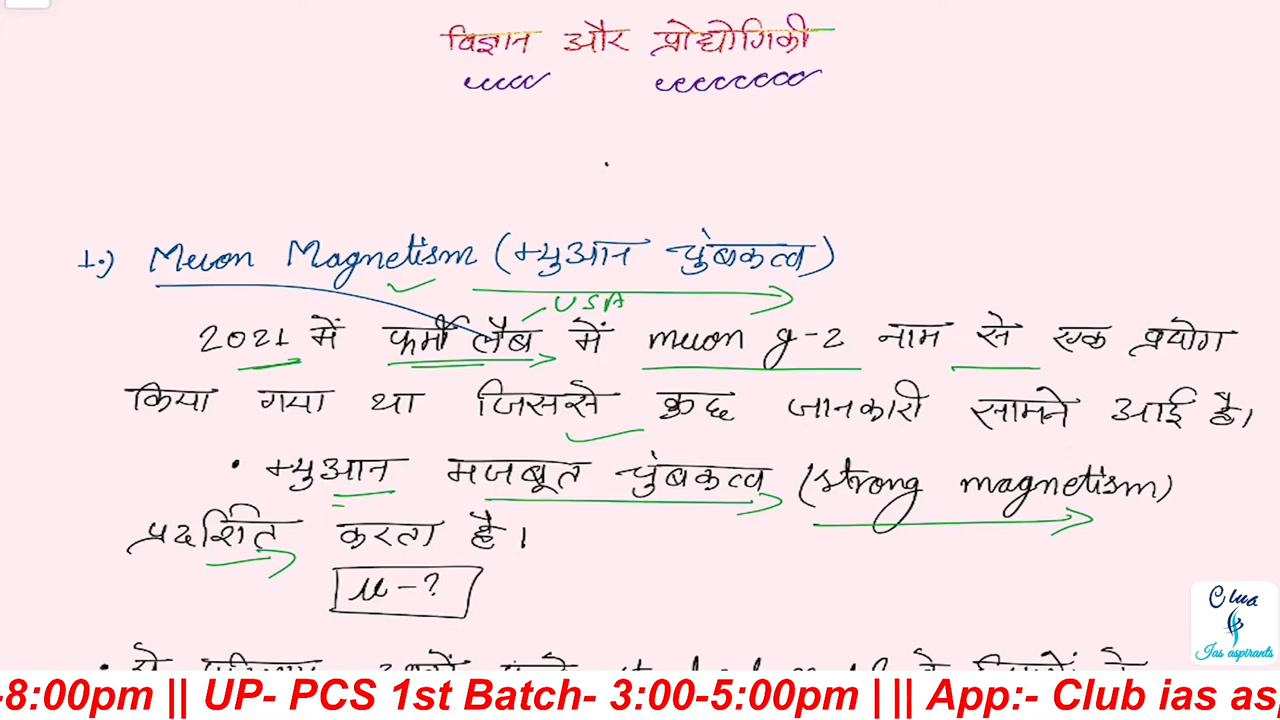 विज्ञान और प्रोद्योगिकी
1.) Muon Magnetism (म्युआन चुंबकत्व)
USA
2021 में फर्मी लैब में muon g-2 नाम से एक प्रयोग
किया गया था जिससे कुछ जानकारी सामने आई है।
• म्युआन मजबूत चुंबकत्व (strong magnetism)
प्रदर्शित करता है।
μ-?
-8:00pm || UP- PCS 1st Batch- 3:00-5:00pm | || App:- Club ias asp
Club
Ias aspirants